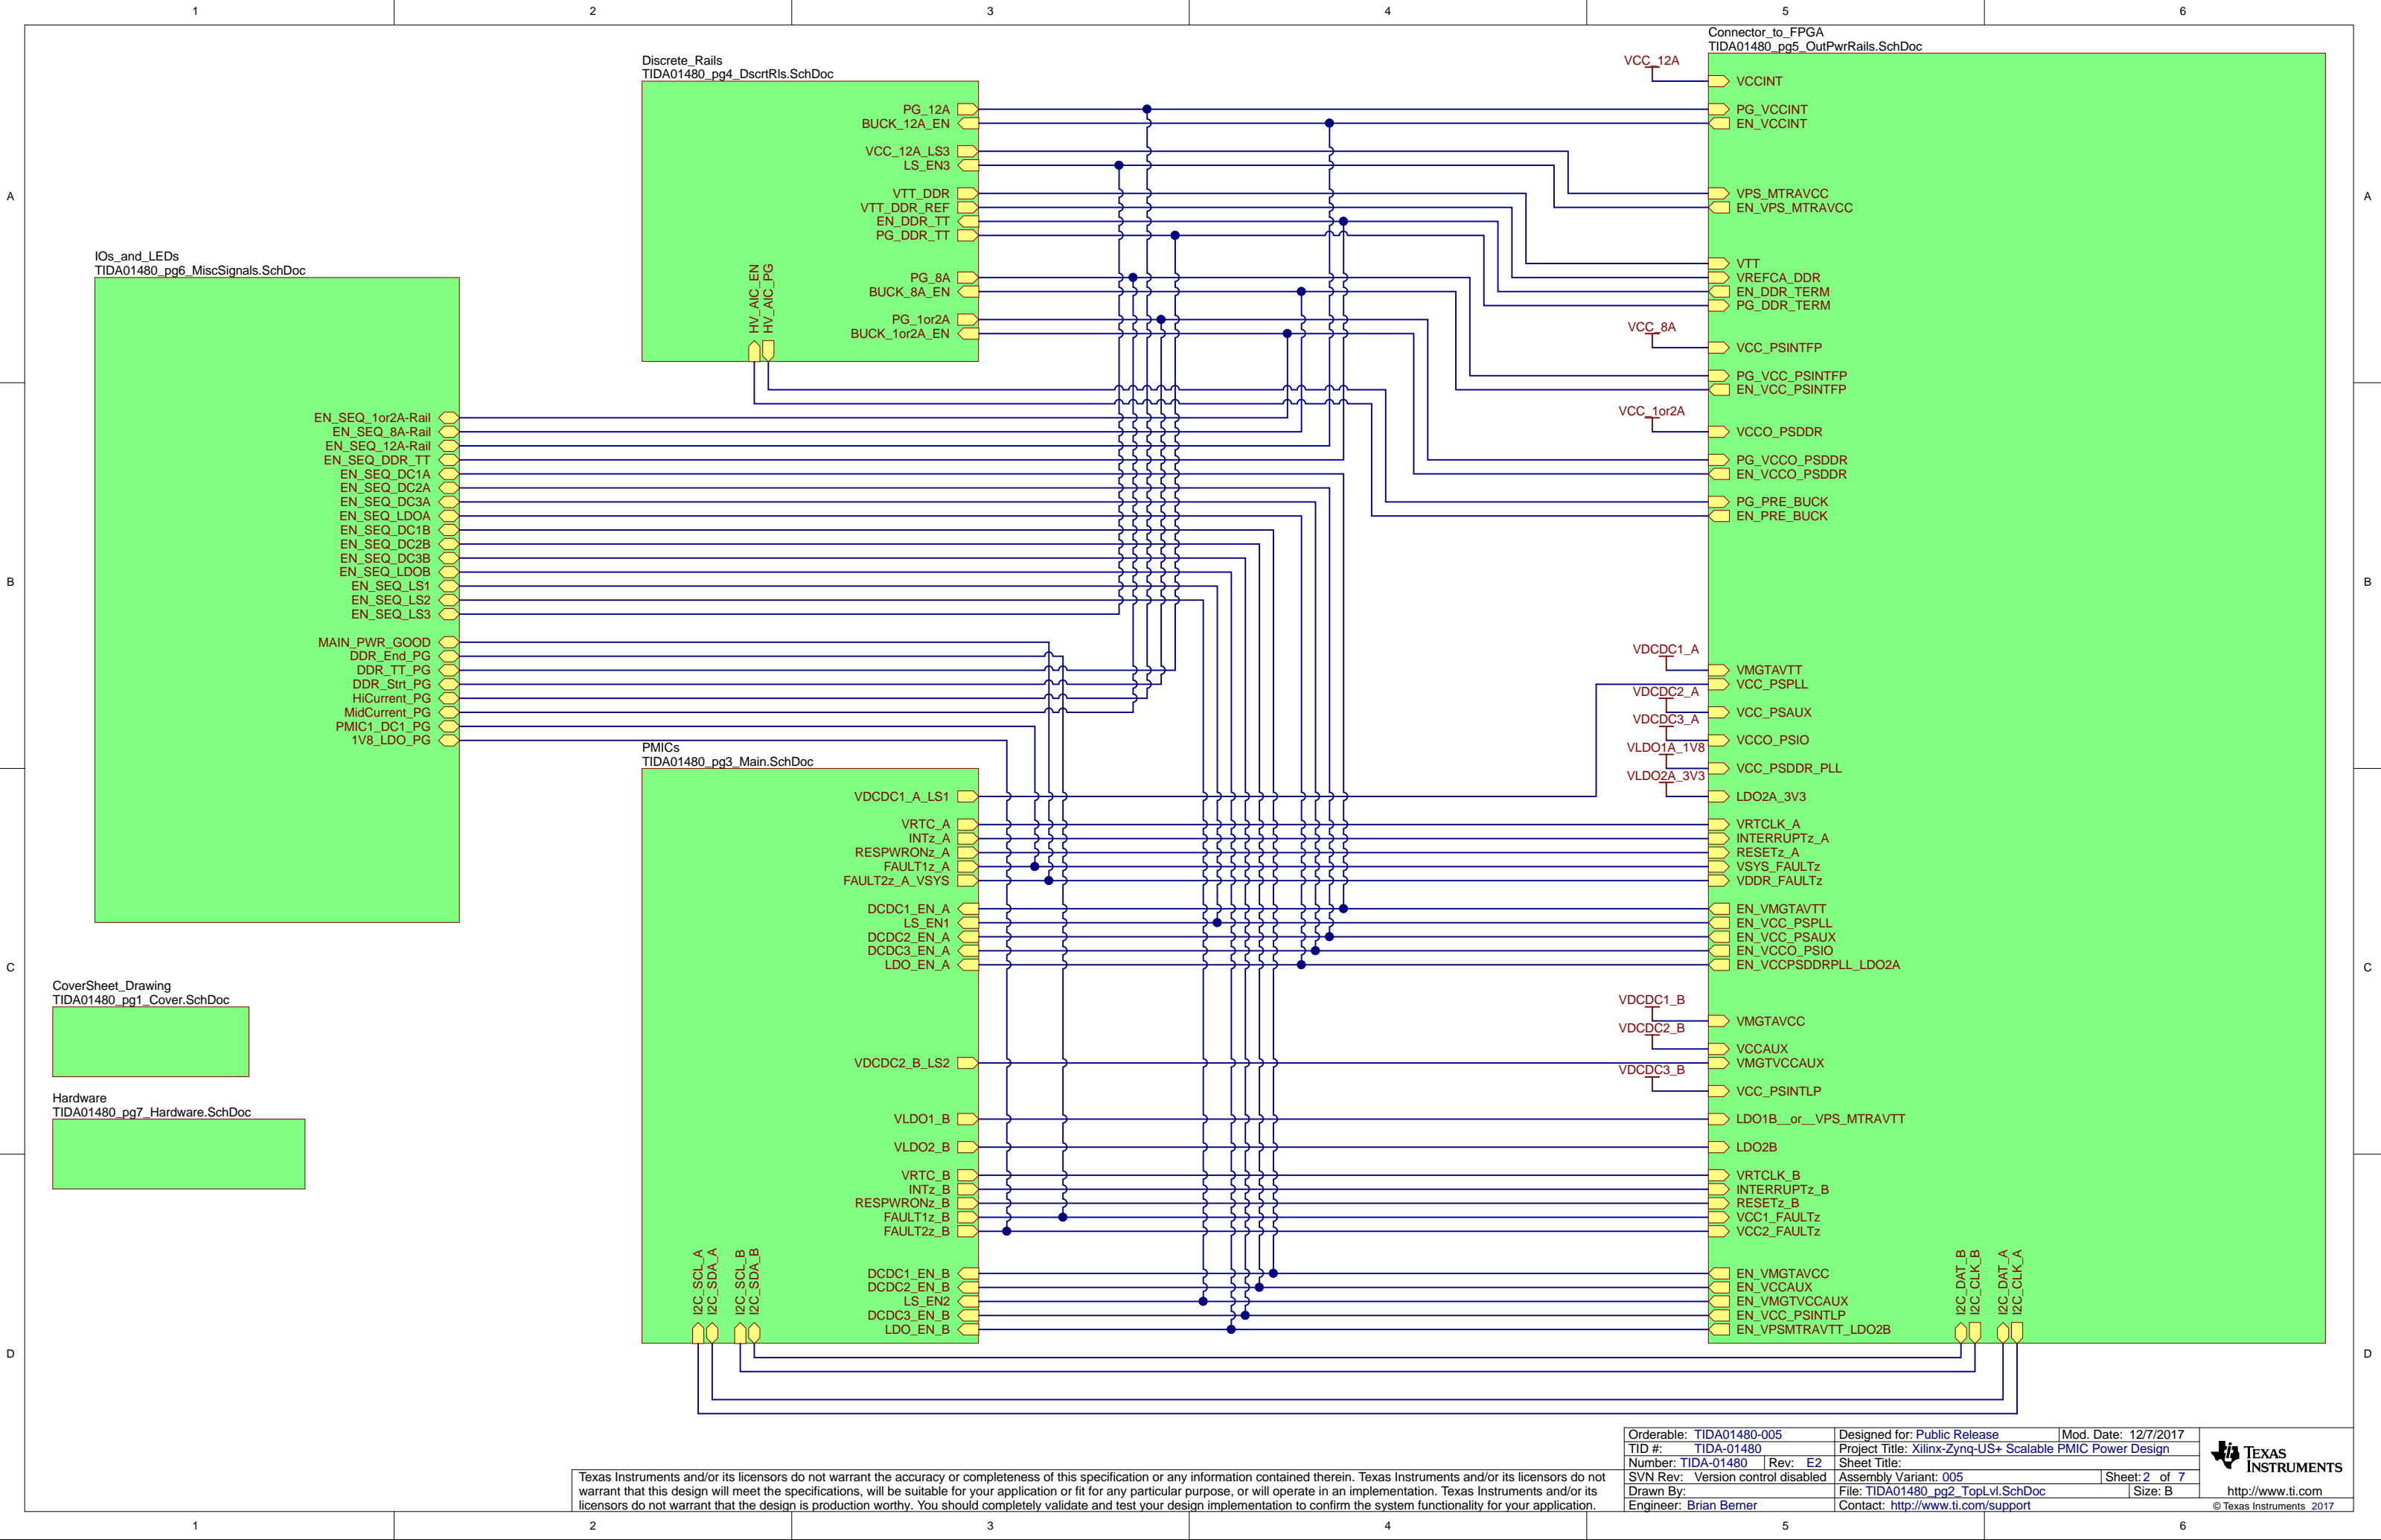 1 2 3 4 5 6
A
B
C
D
A
B
C
D
IOs_and_LEDs
TIDA01480_pg6_MiscSignals.SchDoc
EN_SEQ_1or2A-Rail
EN_SEQ_8A-Rail
EN_SEQ_12A-Rail
EN_SEQ_DDR_TT
EN_SEQ_DC1A
EN_SEQ_DC2A
EN_SEQ_DC3A
EN_SEQ_LDOA
EN_SEQ_DC1B
EN_SEQ_DC2B
EN_SEQ_DC3B
EN_SEQ_LDOB
EN_SEQ_LS1
EN_SEQ_LS2
EN_SEQ_LS3
MAIN_PWR_GOOD
DDR_End_PG
DDR_TT_PG
DDR_Strt_PG
HiCurrent_PG
MidCurrent_PG
PMIC1_DC1_PG
1V8_LDO_PG
CoverSheet_Drawing
TIDA01480_pg1_Cover.SchDoc
Hardware
TIDA01480_pg7_Hardware.SchDoc
Discrete_Rails
TIDA01480_pg4_DscrtRls.SchDoc
PG_12A
BUCK_12A_EN
VCC_12A_LS3
LS_EN3
VTT_DDR
VTT_DDR_REF
EN_DDR_TT
PG_DDR_TT
PG_8A
BUCK_8A_EN
PG_1or2A
BUCK_1or2A_EN
HV_AIC_EN
HV_AIC_PG
PMICs
TIDA01480_pg3_Main.SchDoc
VDCDC1_A_LS1
VRTC_A
INTz_A
RESPWRONz_A
FAULT1z_A
FAULT2z_A_VSYS
DCDC1_EN_A
LS_EN1
DCDC2_EN_A
DCDC3_EN_A
LDO_EN_A
VDCDC2_B_LS2
VLDO1_B
VLDO2_B
VRTC_B
INTz_B
RESPWRONz_B
FAULT1z_B
FAULT2z_B
DCDC1_EN_B
DCDC2_EN_B
LS_EN2
DCDC3_EN_B
LDO_EN_B
I2C_SCL_A
I2C_SDA_A
I2C_SCL_B
I2C_SDA_B
Connector_to_FPGA
TIDA01480_pg5_OutPwrRails.SchDoc
VCC_12A
VCCINT
PG_VCCINT
EN_VCCINT
VPS_MTRAVCC
EN_VPS_MTRAVCC
VTT
VREFCA_DDR
EN_DDR_TERM
PG_DDR_TERM
VCC_8A
VCC_PSINTFP
PG_VCC_PSINTFP
EN_VCC_PSINTFP
VCC_1or2A
VCCO_PSDDR
PG_VCCO_PSDDR
EN_VCCO_PSDDR
PG_PRE_BUCK
EN_PRE_BUCK
VDCDC1_A
VMGTAVTT
VCC_PSPLL
VDCDC2_A
VCC_PSAUX
VDCDC3_A
VCCO_PSIO
VLDO1A_1V8
VCC_PSDDR_PLL
VLDO2A_3V3
LDO2A_3V3
VRTCLK_A
INTERRUPTz_A
RESETz_A
VSYS_FAULTz
VDDR_FAULTz
EN_VMGTAVTT
EN_VCC_PSPLL
EN_VCC_PSAUX
EN_VCCO_PSIO
EN_VCCPSDDRPLL_LDO2A
VDCDC1_B
VMGTAVCC
VDCDC2_B
VCCAUX
VMGTVCCAUX
VDCDC3_B
VCC_PSINTLP
LDO1B__or__VPS_MTRAVTT
LDO2B
VRTCLK_B
INTERRUPTz_B
RESETz_B
VCC1_FAULTz
VCC2_FAULTz
EN_VMGTAVCC
EN_VCCAUX
EN_VMGTVCCAUX
EN_VCC_PSINTLP
EN_VPSMTRAVTT_LDO2B
I2C_DAT_B
I2C_CLK_B
I2C_DAT_A
I2C_CLK_A
Texas Instruments and/or its licensors do not warrant the accuracy or completeness of this specification or any information contained therein. Texas Instruments and/or its licensors do not
warrant that this design will meet the specifications, will be suitable for your application or fit for any particular purpose, or will operate in an implementation. Texas Instruments and/or its
licensors do not warrant that the design is production worthy. You should completely validate and test your design implementation to confirm the system functionality for your application.
Orderable: TIDA01480-005 Designed for: Public Release Mod. Date: 12/7/2017
TID #: TIDA-01480 Project Title: Xilinx-Zynq-US+ Scalable PMIC Power Design
Number: TIDA-01480 Rev: E2 Sheet Title:
SVN Rev: Version control disabled Assembly Variant: 005 Sheet: 2 of 7
Drawn By: File: TIDA01480_pg2_TopLvl.SchDoc Size: B
Engineer: Brian Berner Contact: http://www.ti.com/support
TEXAS
INSTRUMENTS
http://www.ti.com
© Texas Instruments 2017
1 2 3 4 5 6